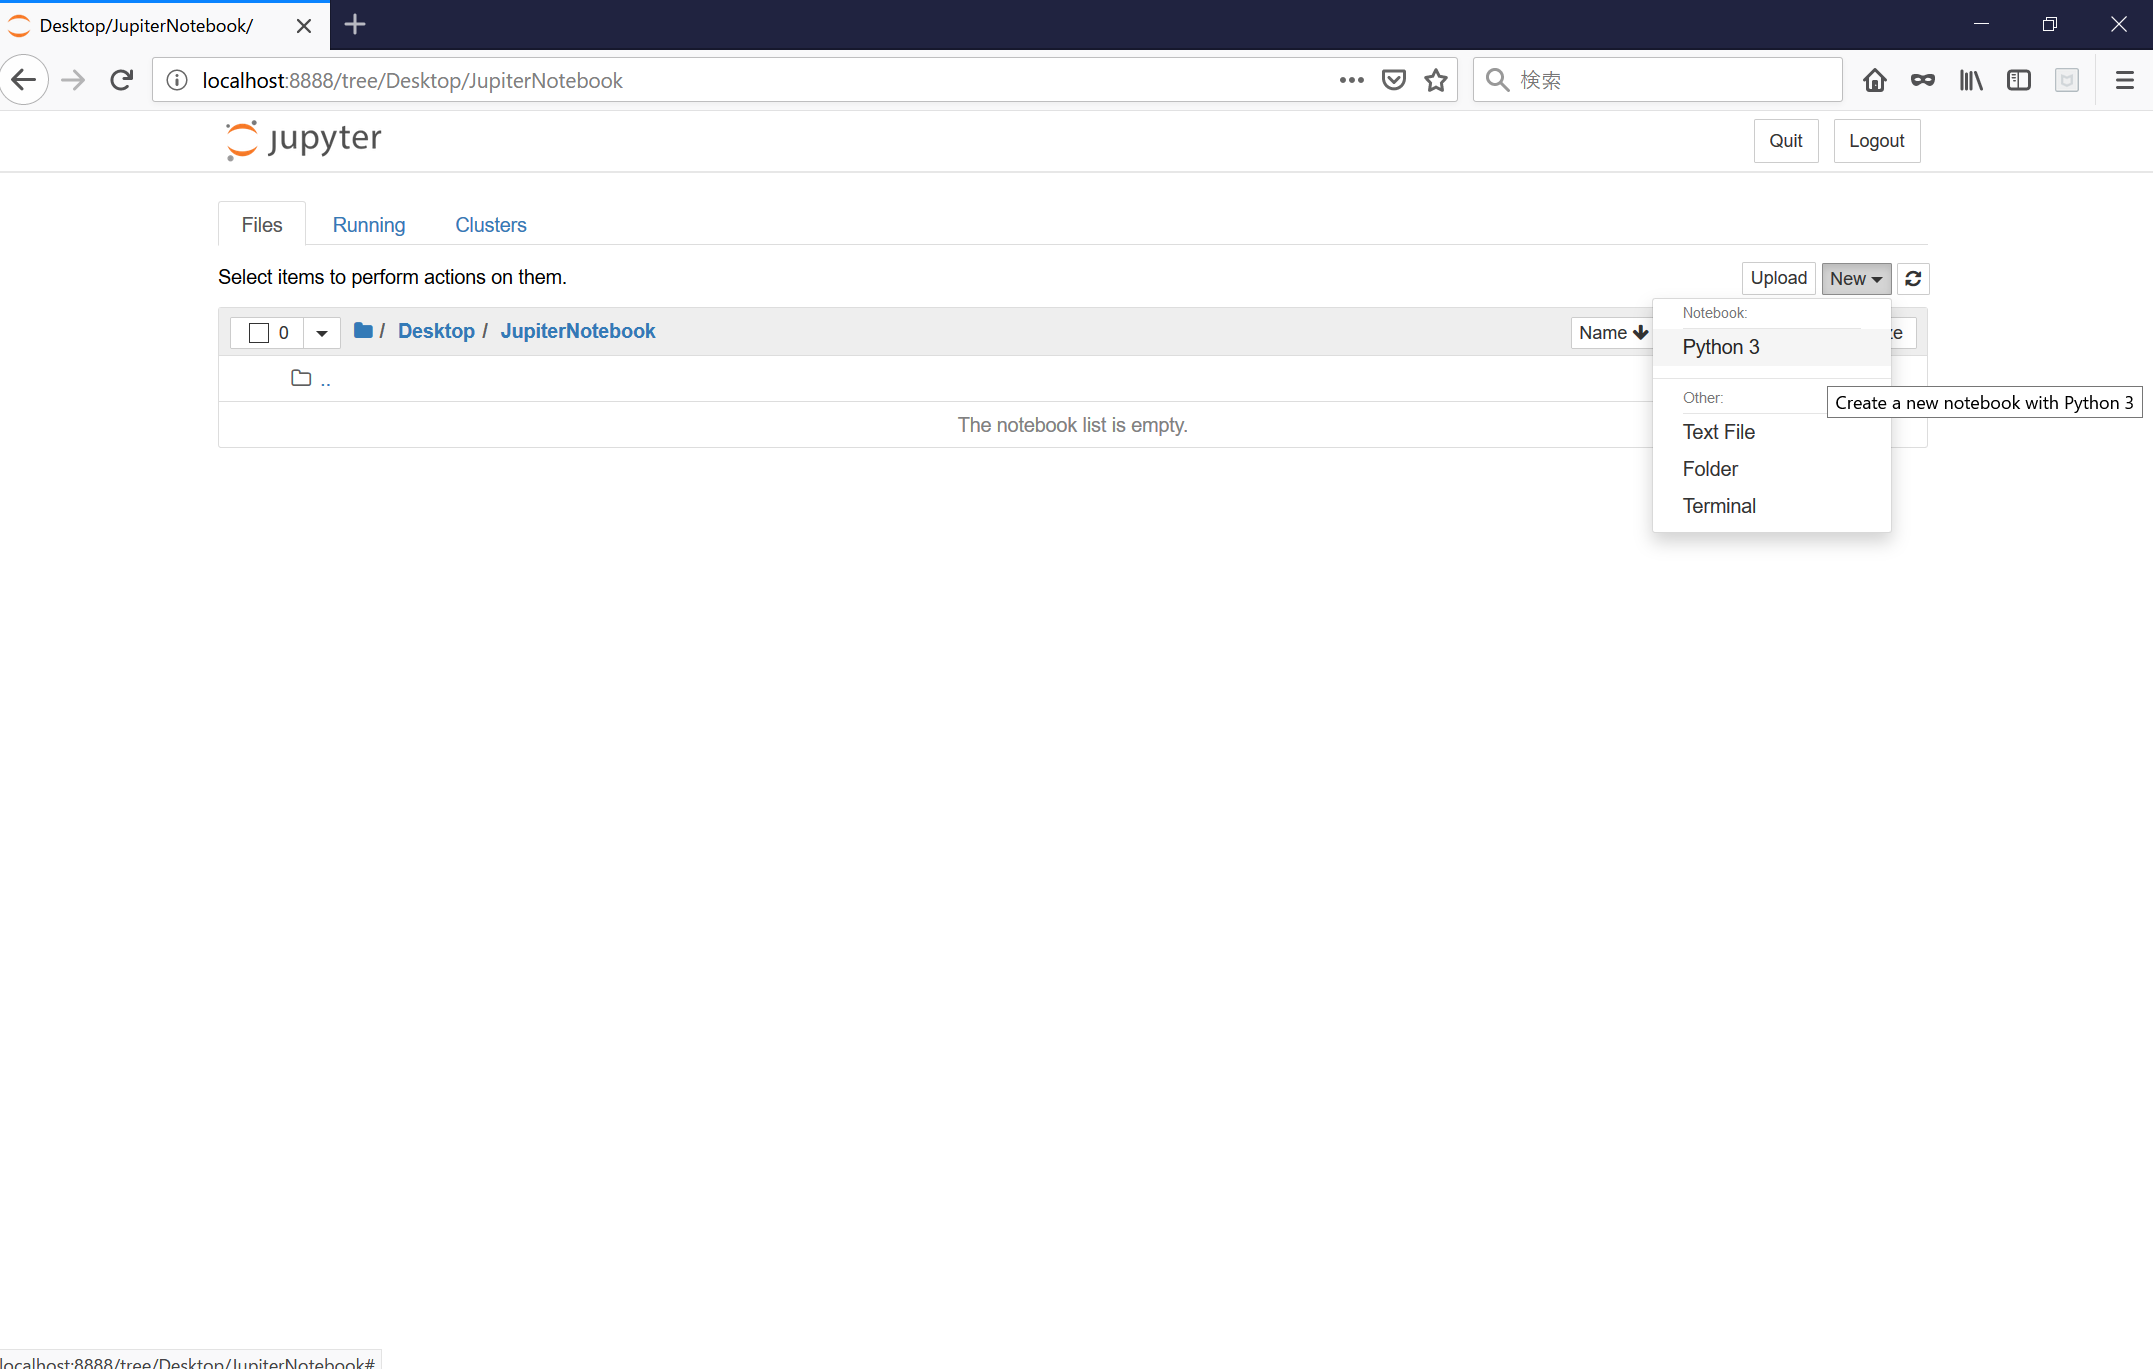 Desktop/JupiterNotebook/
localhost:8888/tree/Desktop/JupiterNotebook
検索
jupyter
Quit
Logout
Files
Running
Clusters
Select items to perform actions on them.
Upload
New
0
/ Desktop / JupiterNotebook
Name
ze
Notebook:
Python 3
..
Other:
Create a new notebook with Python 3
The notebook list is empty.
Text File
Folder
Terminal
localhost:8888/tree/Desktop/JupiterNotebook#